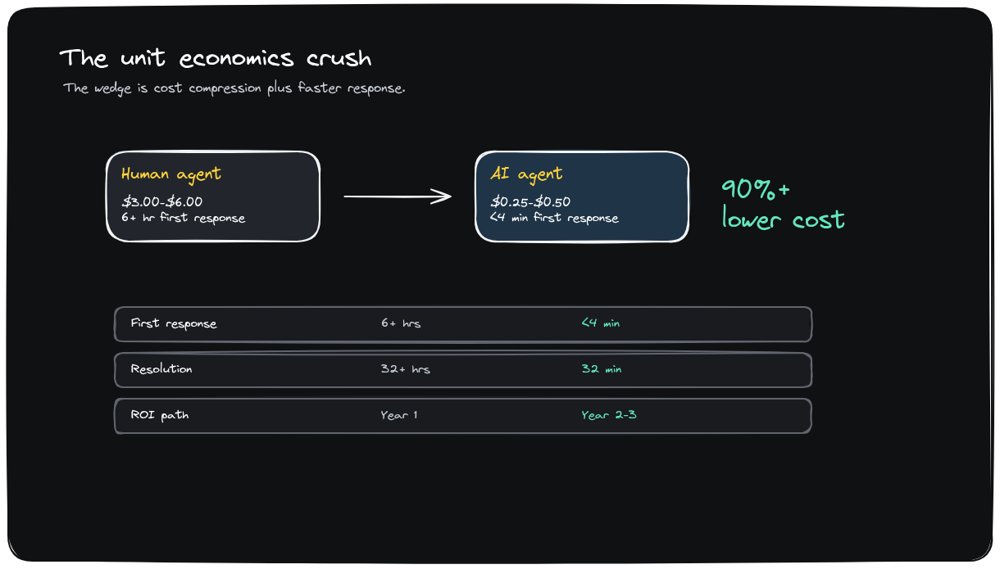 The unit economics crush
The wedge is cost compression plus faster response.
Human agent
$3.00-$6.00
6+ hr first response
AI agent
$0.25-$0.50
<4 min first response
90%+
lower cost
First response 6+ hrs <4 min
Resolution 32+ hrs 32 min
ROI path Year 1 Year 2-3